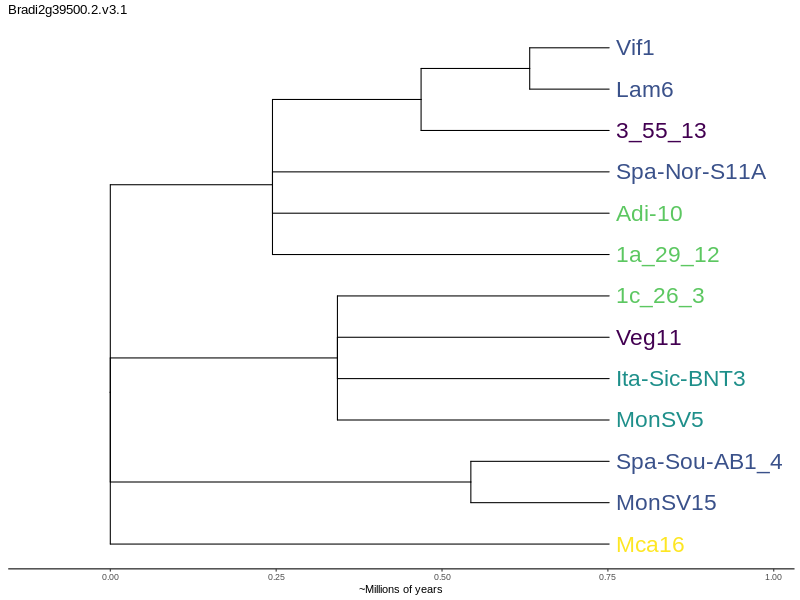 Bradi2g39500.2.v3.1
Vif1
Lam6
3_55_13
Spa-Nor-S11A
Adi-10
1a_29_12
1c_26_3
Veg11
Ita-Sic-BNT3
MonSV5
Spa-Sou-AB1_4
MonSV15
Mca16
0.00 0.25 0.50 0.75 1.00
~Millions of years